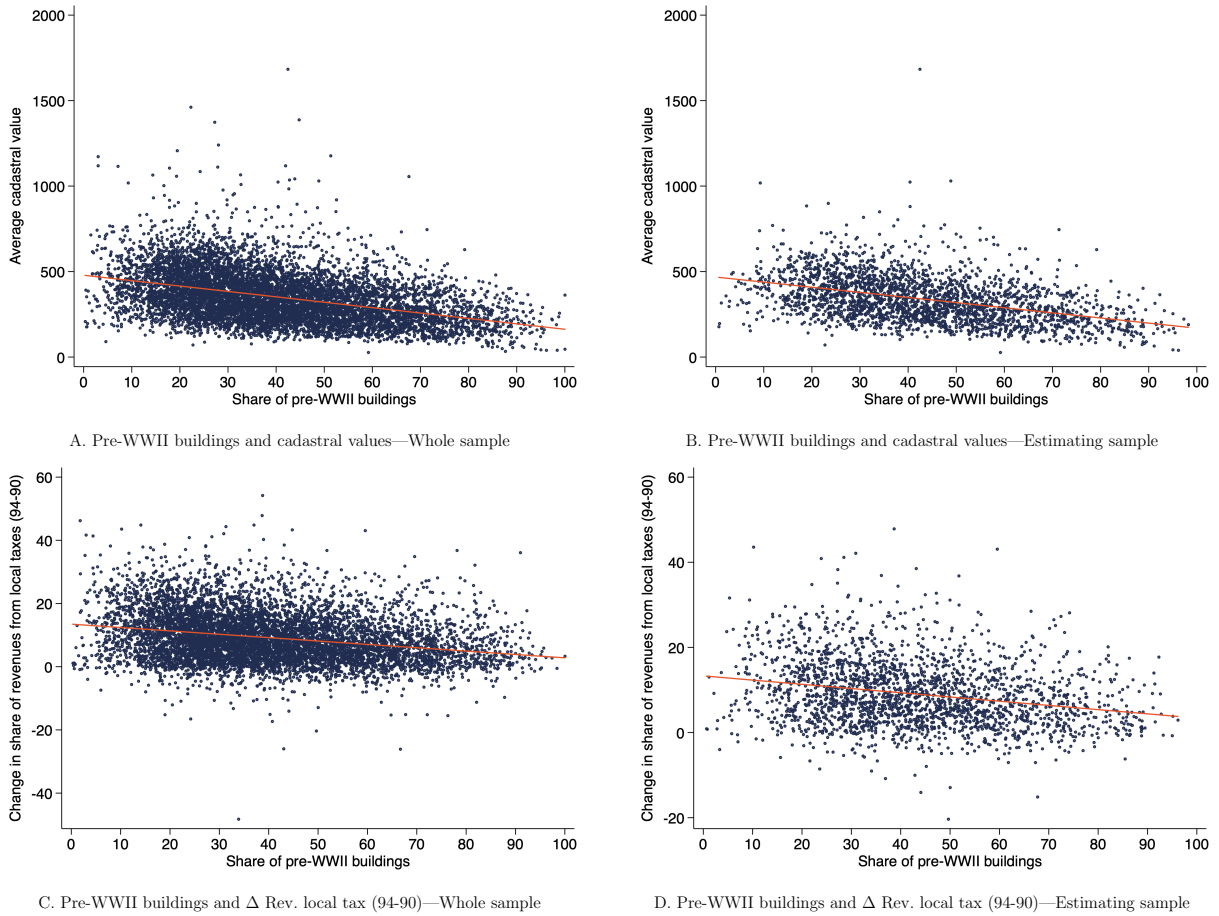 2000
1500
1000
500
0
Average cadastral value
0 10 20 30 40 50 60 70 80 90 100
Share of pre-WWII buildings
A. Pre-WWII buildings and cadastral values—Whole sample
2000
1500
1000
500
0
Average cadastral value
0 10 20 30 40 50 60 70 80 90 100
Share of pre-WWII buildings
B. Pre-WWII buildings and cadastral values—Estimating sample
60
40
20
0
-20
-40
Change in share of revenues from local taxes (94-90)
0 10 20 30 40 50 60 70 80 90 100
Share of pre-WWII buildings
C. Pre-WWII buildings and Δ Rev. local tax (94-90)—Whole sample
60
40
20
0
-20
Change in share of revenues from local taxes (94-90)
0 10 20 30 40 50 60 70 80 90 100
Share of pre-WWII buildings
D. Pre-WWII buildings and Δ Rev. local tax (94-90)—Estimating sample